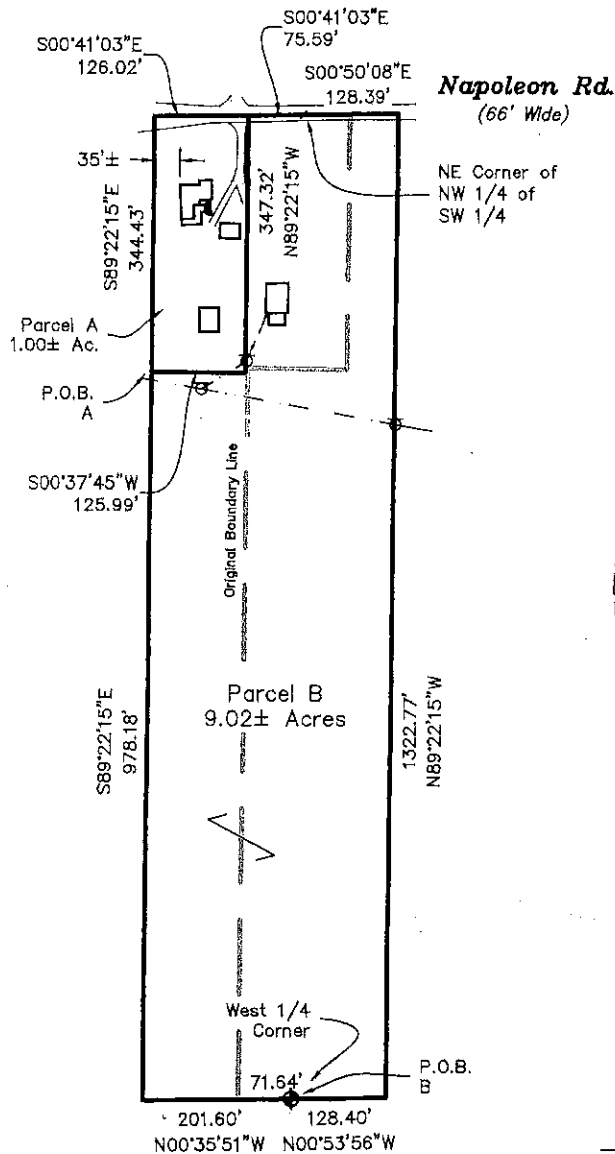 S00°41'03"E
75.59'
S00°41'03"E
126.02'
S00°50'08"E
128.39'
Napoleon Rd.
(66' Wide)
35'±
S89°22'15"E
344.43'
347.32'
N89°22'15"W
NE Corner of
NW 1/4 of
SW 1/4
Parcel A
1.00± Ac.
P.O.B.
A
S00°37'45"W
125.99'
Original Boundary Line
Parcel B
9.02± Acres
S89°22'15"E
978.18'
1322.77'
N89°22'15"W
West 1/4
Corner
P.O.B.
B
71.64'
201.60'
N00°35'51"W
128.40'
N00°53'56"W